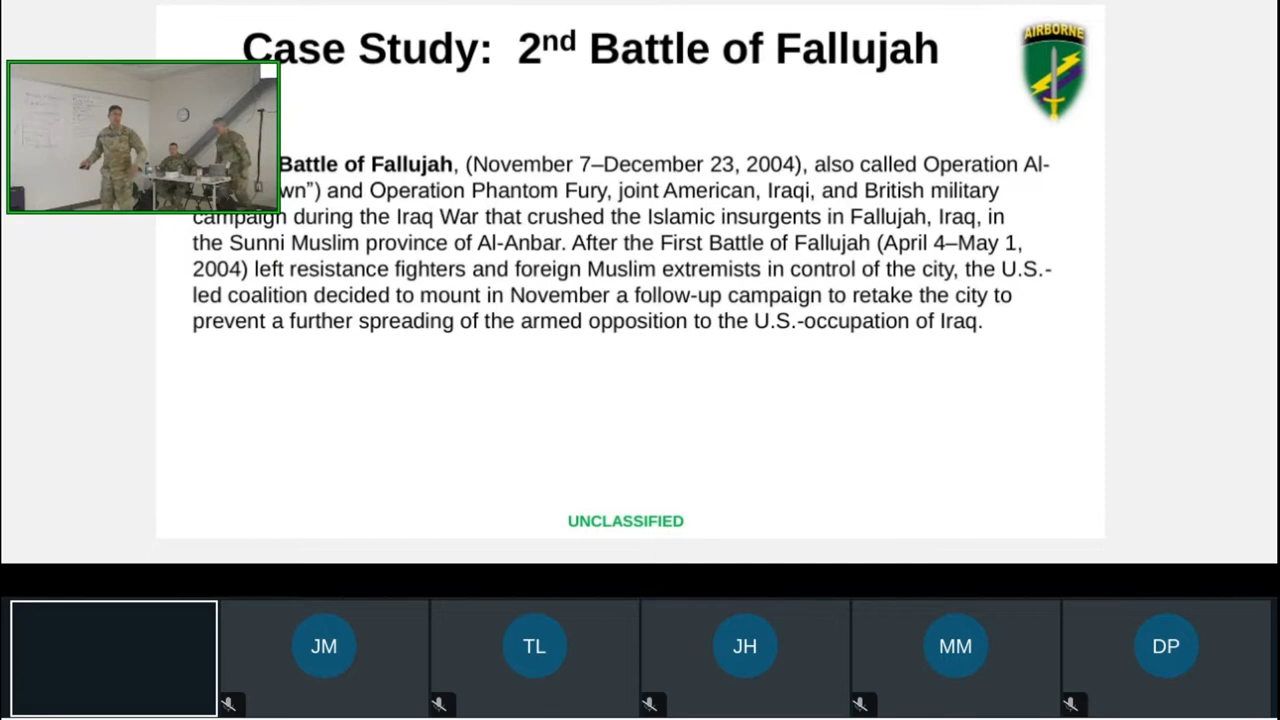 Case Study: 2nd Battle of Fallujah
AIRBORNE
Battle of Fallujah, (November 7–December 23, 2004), also called Operation Al-
wn”) and Operation Phantom Fury, joint American, Iraqi, and British military
campaign during the Iraq War that crushed the Islamic insurgents in Fallujah, Iraq, in
the Sunni Muslim province of Al-Anbar. After the First Battle of Fallujah (April 4–May 1,
2004) left resistance fighters and foreign Muslim extremists in control of the city, the U.S.-
led coalition decided to mount in November a follow-up campaign to retake the city to
prevent a further spreading of the armed opposition to the U.S.-occupation of Iraq.
UNCLASSIFIED
JM
TL
JH
MM
DP